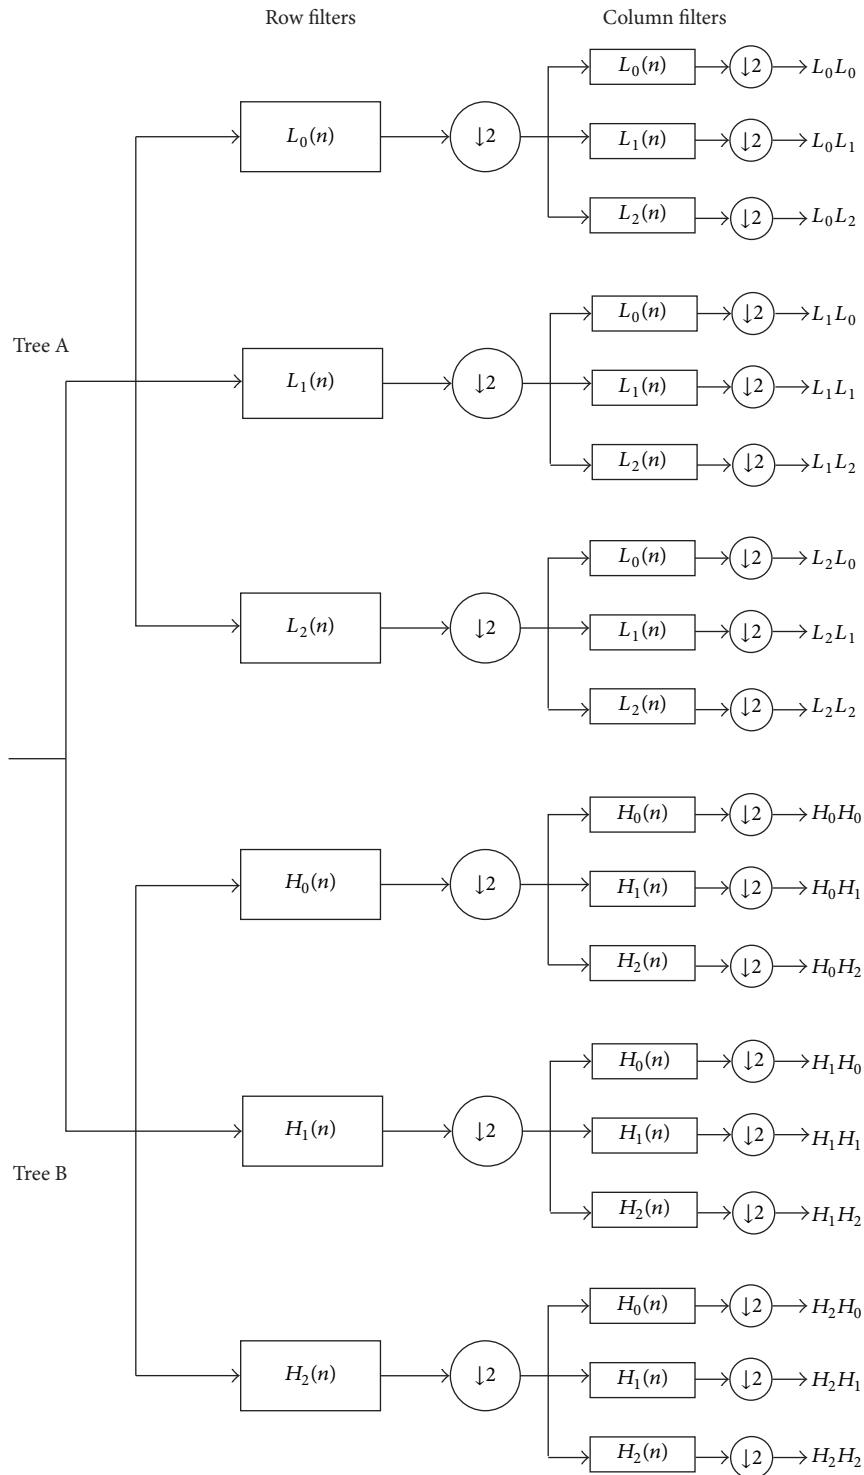 Row filters
Column filters
L₀(n) ↓2 L₀L₀
L₀(n) ↓2 L₁(n) ↓2 L₀L₁
L₂(n) ↓2 L₀L₂
L₀(n) ↓2 L₁L₀
Tree A
L₁(n) ↓2 L₁(n) ↓2 L₁L₁
L₂(n) ↓2 L₁L₂
L₀(n) ↓2 L₂L₀
L₂(n) ↓2 L₁(n) ↓2 L₂L₁
L₂(n) ↓2 L₂L₂
H₀(n) ↓2 H₀H₀
H₀(n) ↓2 H₁(n) ↓2 H₀H₁
H₂(n) ↓2 H₀H₂
H₀(n) ↓2 H₁H₀
H₁(n) ↓2 H₁(n) ↓2 H₁H₁
Tree B
H₂(n) ↓2 H₁H₂
H₀(n) ↓2 H₂H₀
H₂(n) ↓2 H₁(n) ↓2 H₂H₁
H₂(n) ↓2 H₂H₂